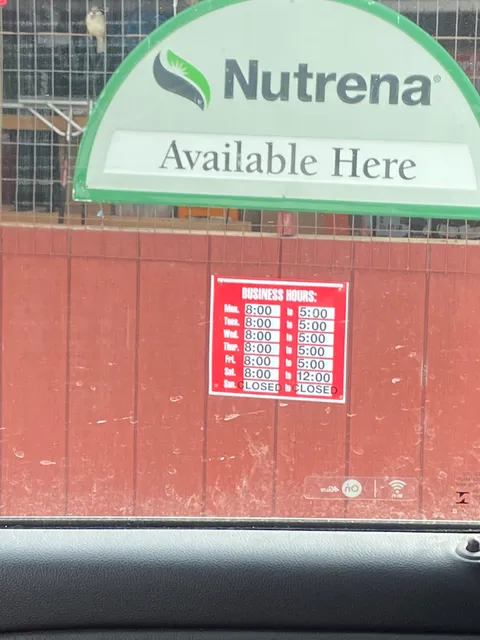 Nutrena®
Available Here
BUSINESS HOURS:
Mon. 8:00 to 5:00
Tues. 8:00 to 5:00
Wed. 8:00 to 5:00
Thur. 8:00 to 5:00
Fri. 8:00 to 5:00
Sat. 8:00 to 12:00
Sun. CLOSED to CLOSED
On